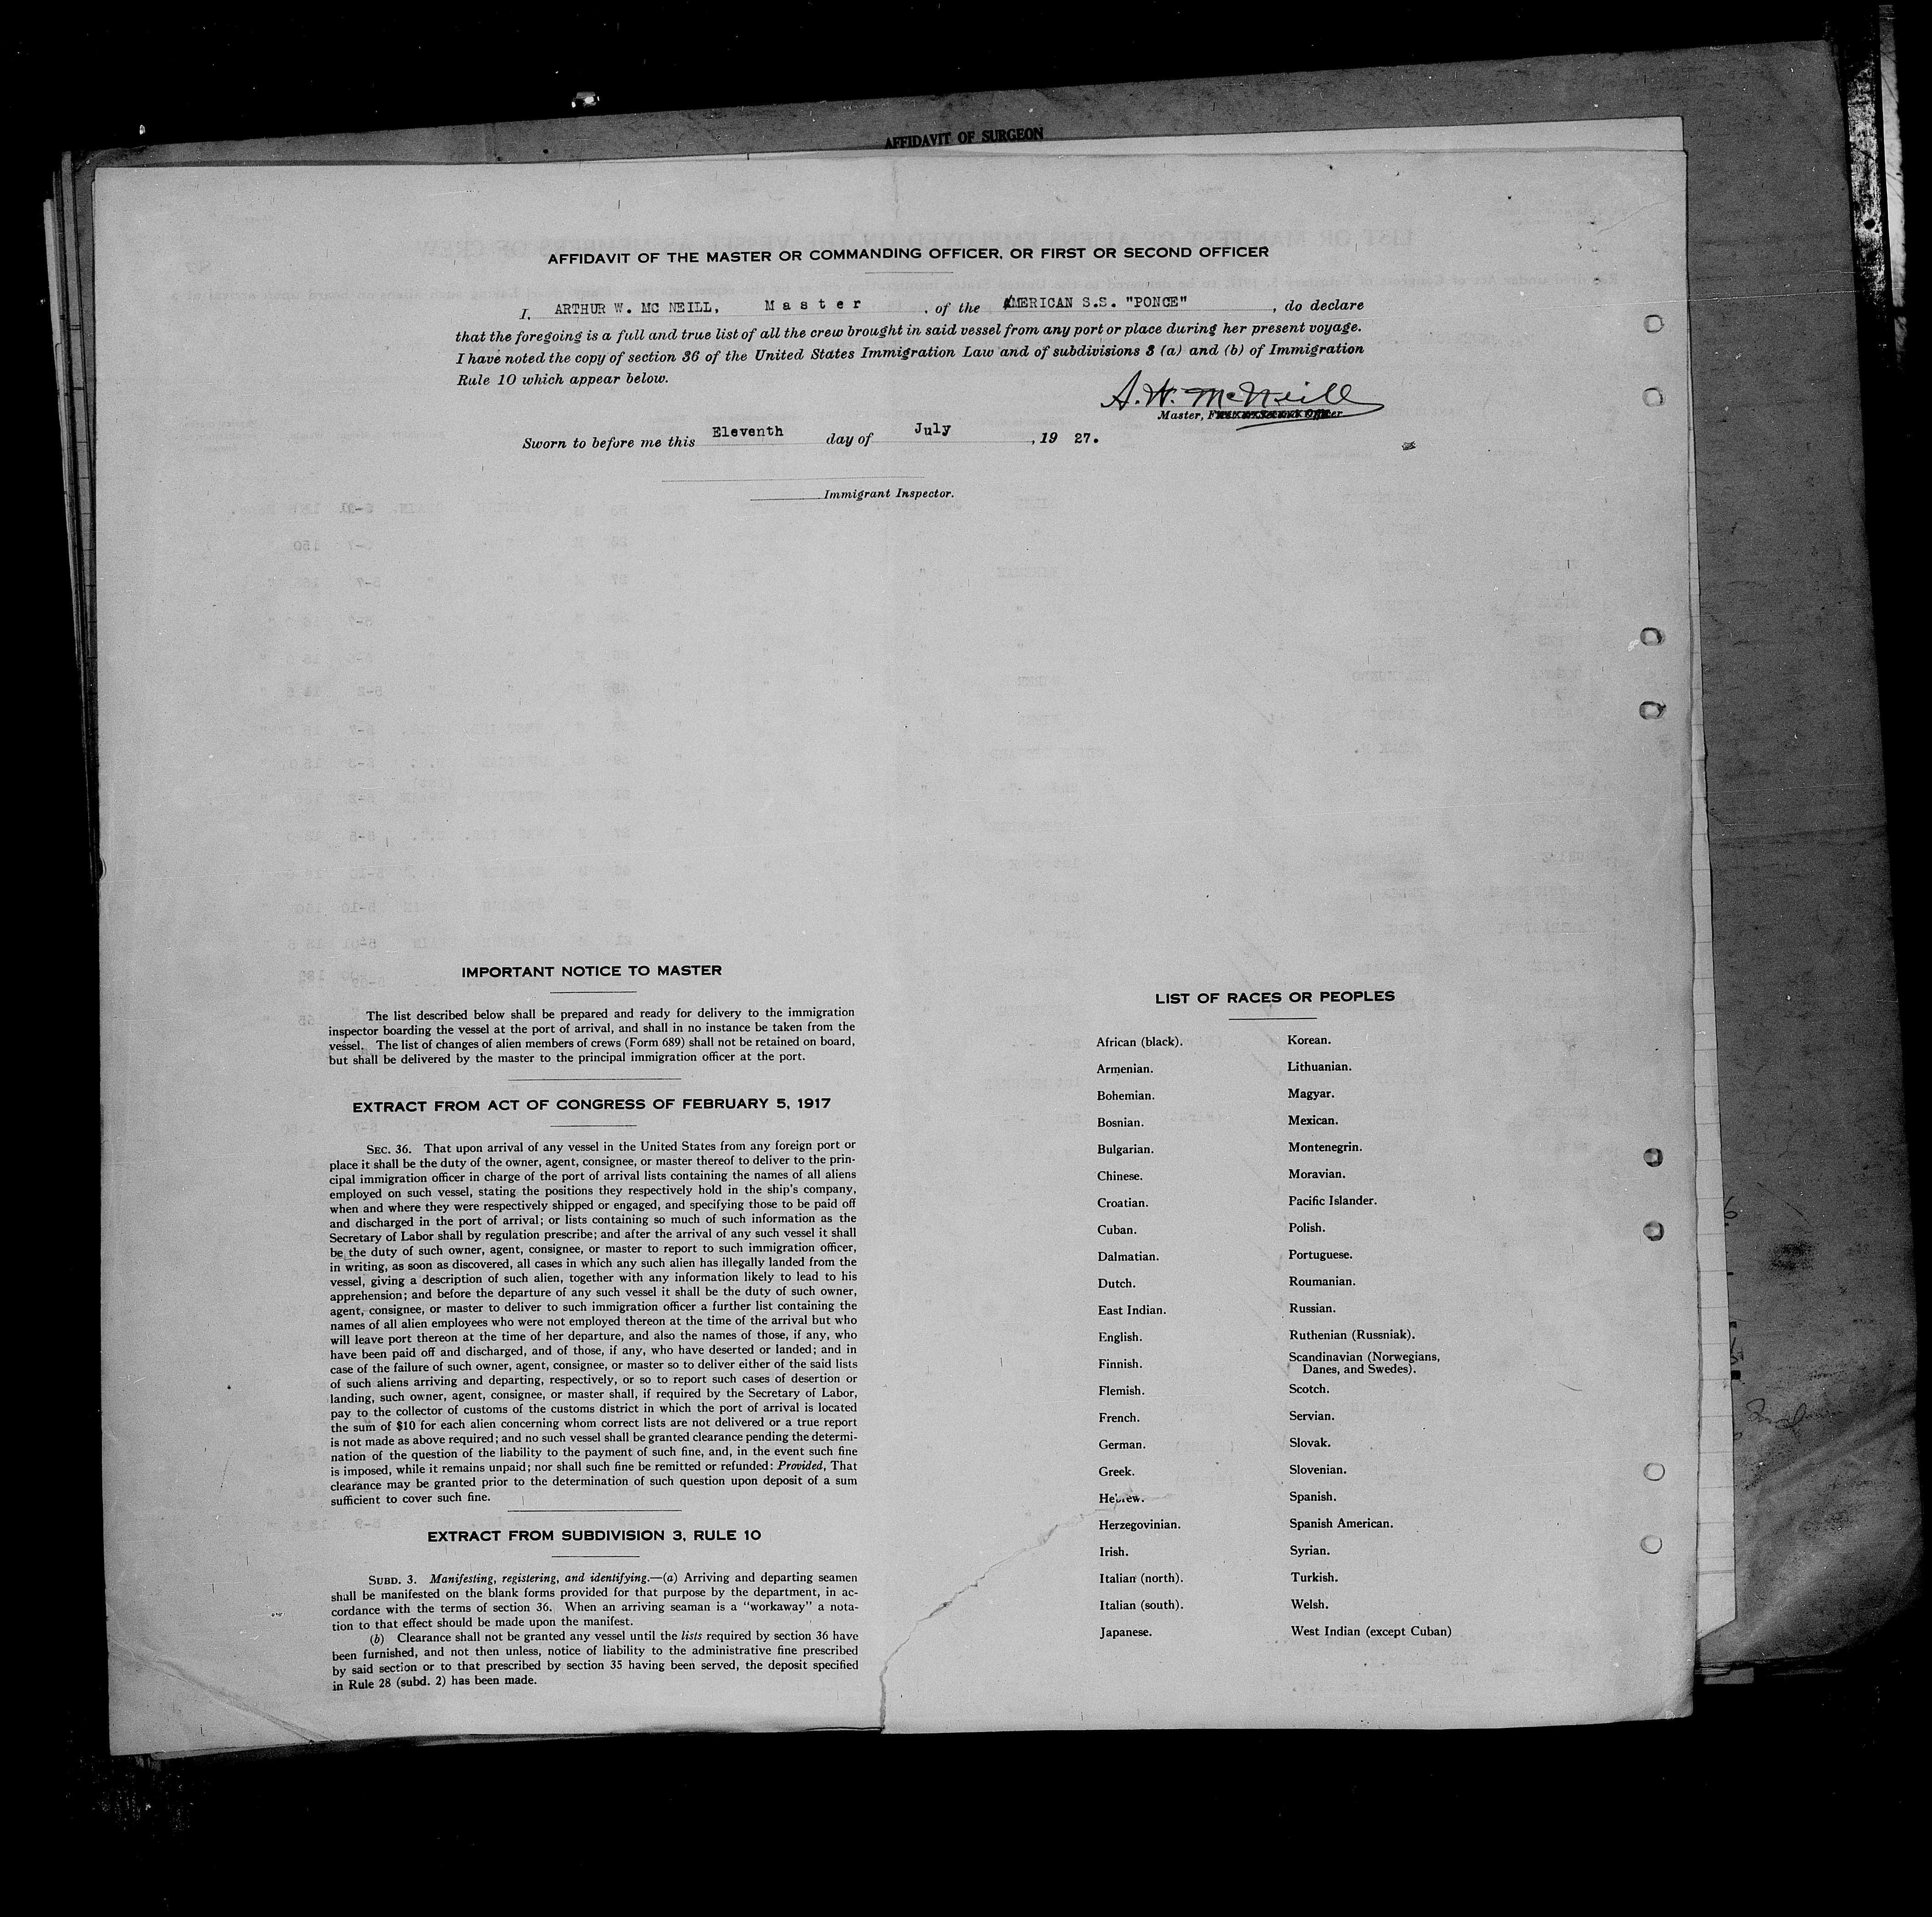 AFFIDAVIT OF SURGEON
AFFIDAVIT OF THE MASTER OR COMMANDING OFFICER, OR FIRST OR SECOND OFFICER
I, ARTHUR W. MC NEILL, Master, of the AMERICAN S.S. "PONCE", do declare
that the foregoing is a full and true list of all the crew brought in said vessel from any port or place during her present voyage.
I have noted the copy of section 36 of the United States Immigration Law and of subdivisions 3 (a) and (b) of Immigration
Rule 10 which appear below.
A. W. McNeill
Master, Officer
Sworn to before me this Eleventh day of July, 19 27.
Immigrant Inspector.
IMPORTANT NOTICE TO MASTER
The list described below shall be prepared and ready for delivery to the immigration
inspector boarding the vessel at the port of arrival, and shall in no instance be taken from the
vessel. The list of changes of alien members of crews (Form 689) shall not be retained on board,
but shall be delivered by the master to the principal immigration officer at the port.
EXTRACT FROM ACT OF CONGRESS OF FEBRUARY 5, 1917
SEC. 36. That upon arrival of any vessel in the United States from any foreign port or
place it shall be the duty of the owner, agent, consignee, or master thereof to deliver to the prin-
cipal immigration officer in charge of the port of arrival lists containing the names of all aliens
employed on such vessel, stating the positions they respectively hold in the ship's company,
when and where they were respectively shipped or engaged, and specifying those to be paid off
and discharged in the port of arrival; or lists containing so much of such information as the
Secretary of Labor shall by regulation prescribe; and after the arrival of any such vessel it shall
be the duty of such owner, agent, consignee, or master to report to such immigration officer,
in writing, as soon as discovered, all cases in which any such alien has illegally landed from the
vessel, giving a description of such alien, together with any information likely to lead to his
apprehension; and before the departure of any such vessel it shall be the duty of such owner,
agent, consignee, or master to deliver to such immigration officer a further list containing the
names of all alien employees who were not employed thereon at the time of the arrival but who
will leave port thereon at the time of her departure, and also the names of those, if any, who
have been paid off and discharged, and of those, if any, who have deserted or landed; and in
case of the failure of such owner, agent, consignee, or master so to deliver either of the said lists
of such aliens arriving and departing, respectively, or so to report such cases of desertion or
landing, such owner, agent, consignee, or master shall, if required by the Secretary of Labor,
pay to the collector of customs of the customs district in which the port of arrival is located
the sum of $10 for each alien concerning whom correct lists are not delivered or a true report
is not made as above required; and no such vessel shall be granted clearance pending the determi-
nation of the question of the liability to the payment of such fine, and, in the event such fine
is imposed, while it remains unpaid; nor shall such fine be remitted or refunded: Provided, That
clearance may be granted prior to the determination of such question upon deposit of a sum
sufficient to cover such fine.
EXTRACT FROM SUBDIVISION 3, RULE 10
SUBD. 3. Manifesting, registering, and identifying.—(a) Arriving and departing seamen
shall be manifested on the blank forms provided for that purpose by the department, in ac-
cordance with the terms of section 36. When an arriving seaman is a "workaway" a nota-
tion to that effect should be made upon the manifest.
(b) Clearance shall not be granted any vessel until the lists required by section 36 have
been furnished, and not then unless, notice of liability to the administrative fine prescribed
by said section or to that prescribed by section 35 having been served, the deposit specified
in Rule 28 (subd. 2) has been made.
LIST OF RACES OR PEOPLES
African (black).
Armenian.
Bohemian.
Bosnian.
Bulgarian.
Chinese.
Croatian.
Cuban.
Dalmatian.
Dutch.
East Indian.
English.
Finnish.
Flemish.
French.
German.
Greek.
Hebrew.
Herzegovinian.
Irish.
Italian (north).
Italian (south).
Japanese.
Korean.
Lithuanian.
Magyar.
Mexican.
Montenegrin.
Moravian.
Pacific Islander.
Polish.
Portuguese.
Roumanian.
Russian.
Ruthenian (Russniak).
Scandinavian (Norwegians,
Danes, and Swedes).
Scotch.
Servian.
Slovak.
Slovenian.
Spanish.
Spanish American.
Syrian.
Turkish.
Welsh.
West Indian (except Cuban)